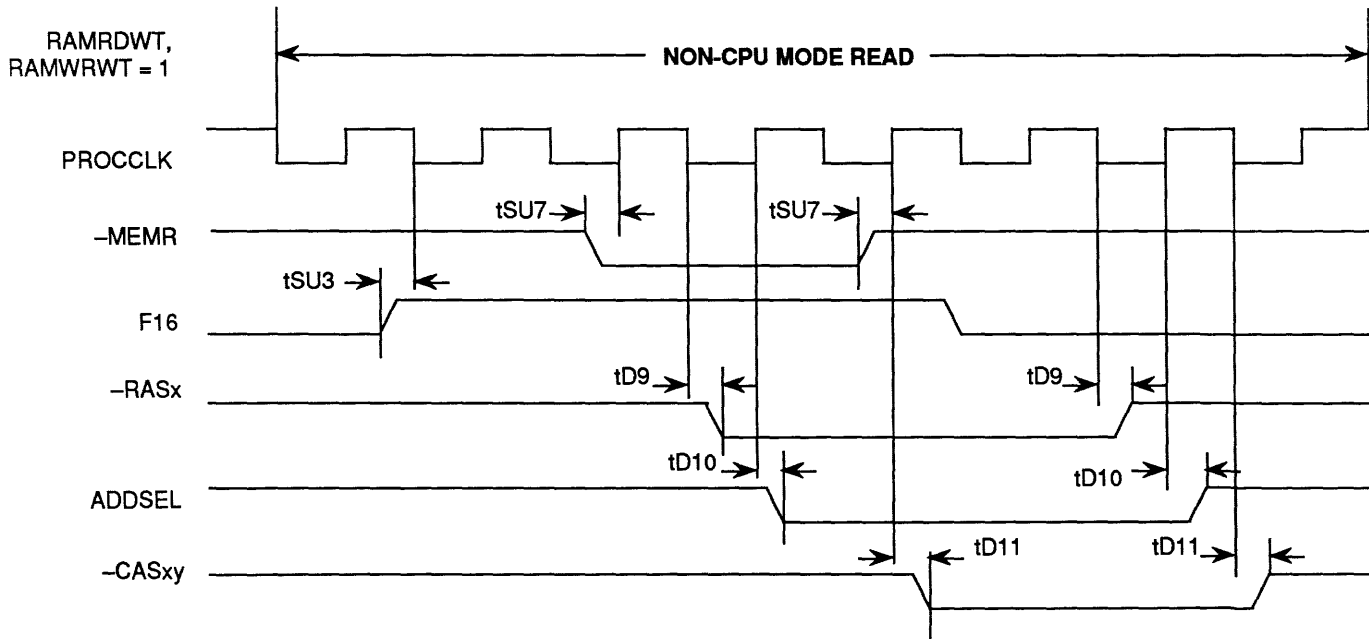 RAMRDWT,
RAMWRWT = 1
NON-CPU MODE READ
PROCCLK
tSU7
tSU7
–MEMR
tSU3
F16
tD9
tD9
–RASx
tD10
tD10
ADDSEL
tD11
tD11
–CASxy